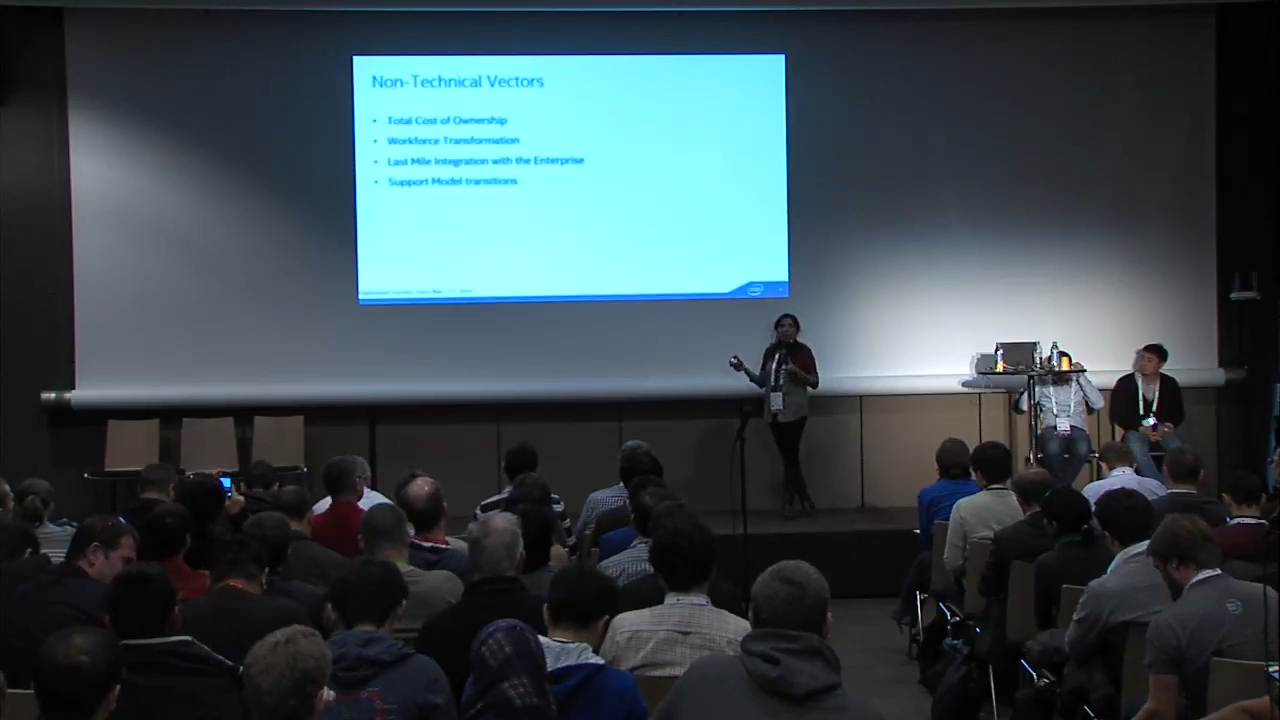 Non-Technical Vectors
• Total Cost of Ownership
• Workforce Transformation
• Last Mile Integration with the Enterprise
• Support Model transitions